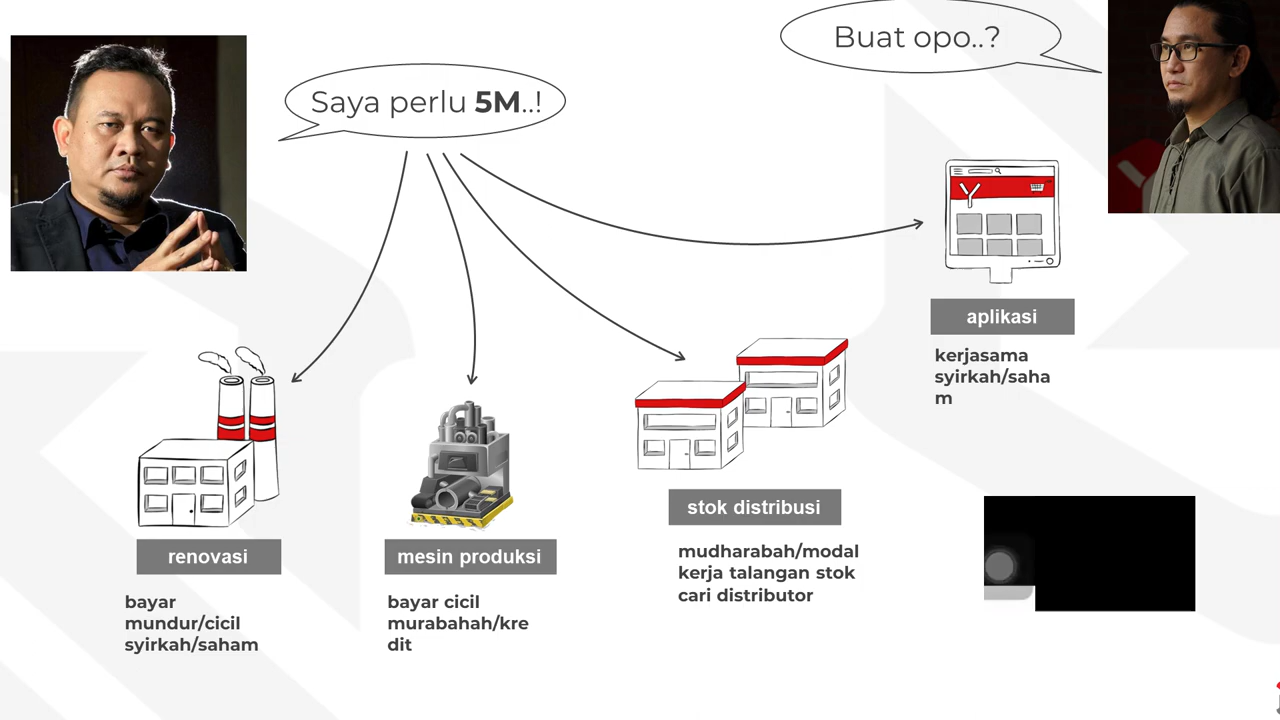 Buat opo..?
Saya perlu 5M..!
aplikasi
kerjasama
syirkah/saha
m
stok distribusi
mudharabah/modal
kerja talangan stok
cari distributor
renovasi
bayar
mundur/cicil
syirkah/saham
mesin produksi
bayar cicil
murabahah/kre
dit